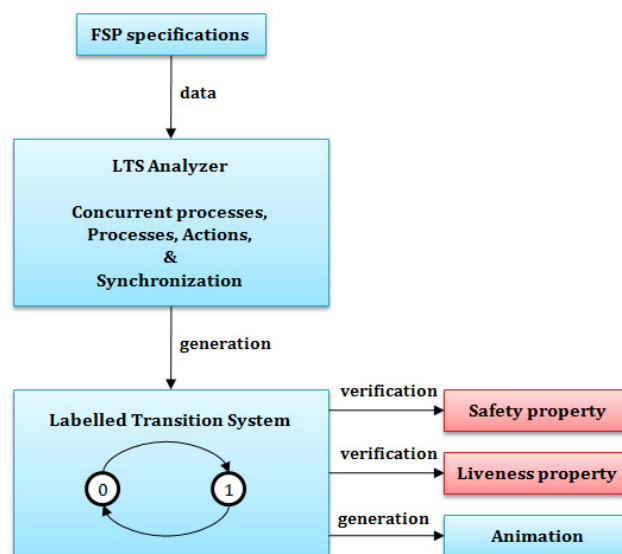 FSP specifications
data
LTS Analyzer
Concurrent processes,
Processes, Actions,
&
Synchronization
generation
Labelled Transition System
0
1
verification
Safety property
verification
Liveness property
generation
Animation